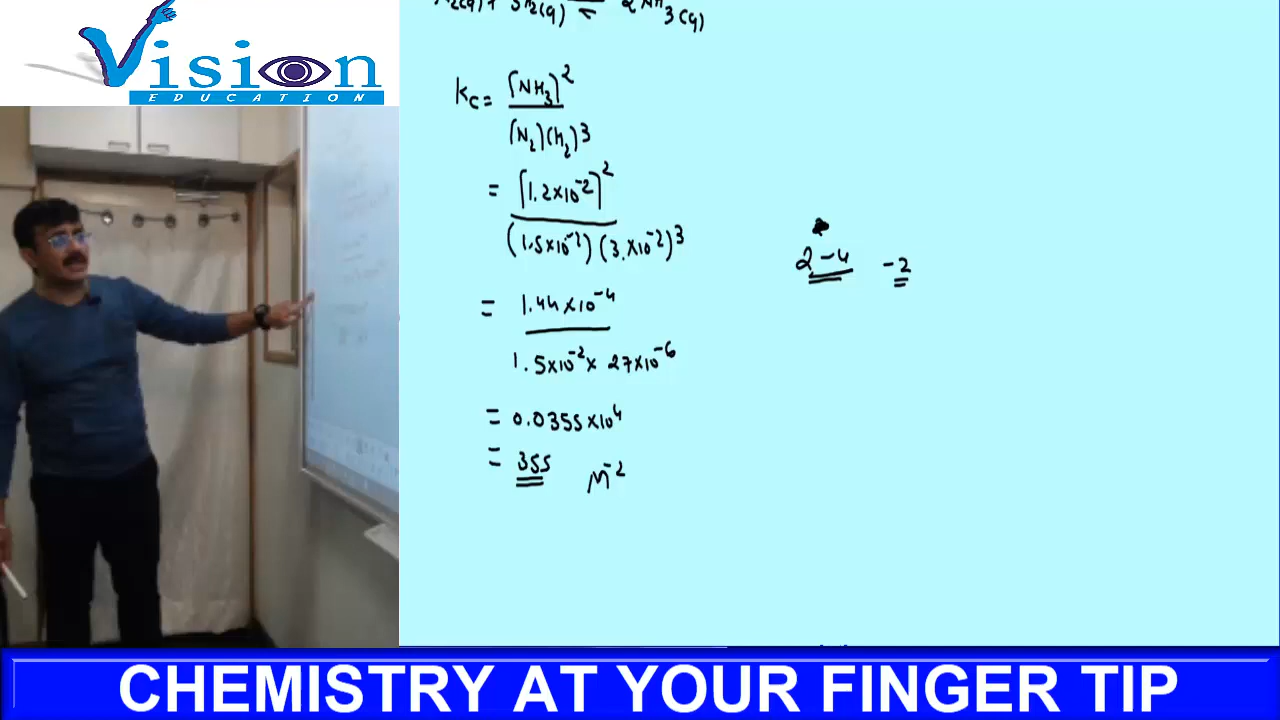 Vision
EDUCATION
3H2(g) ⇌ 2NH3(g)
Kc = [NH3]^2
(N2)(H2)^3
= [1.2×10^-2]^2
(1.5×10^-2)(3.×10^-2)^3
2-4 -2
= 1.44×10^-4
1.5×10^-2 × 27×10^-6
= 0.0355×10^4
= 355 M^-2
CHEMISTRY AT YOUR FINGER TIP